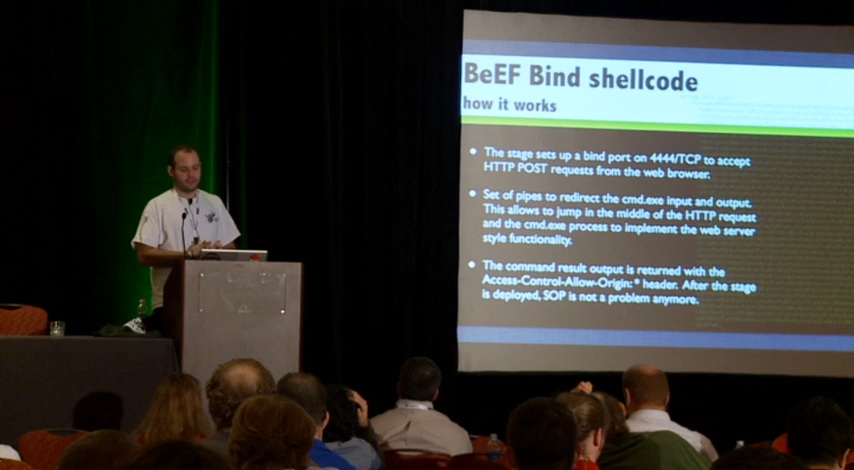 BeEF Bind shellcode
how it works
• The stage sets up a bind port on 4444/TCP to accept
HTTP POST requests from the web browser.
• Set of pipes to redirect the cmd.exe input and output.
This allows to jump in the middle of the HTTP request
and the cmd.exe process to implement the web server
style functionality.
• The command result output is returned with the
Access-Control-Allow-Origin: * header. After the stage
is deployed, SOP is not a problem anymore.